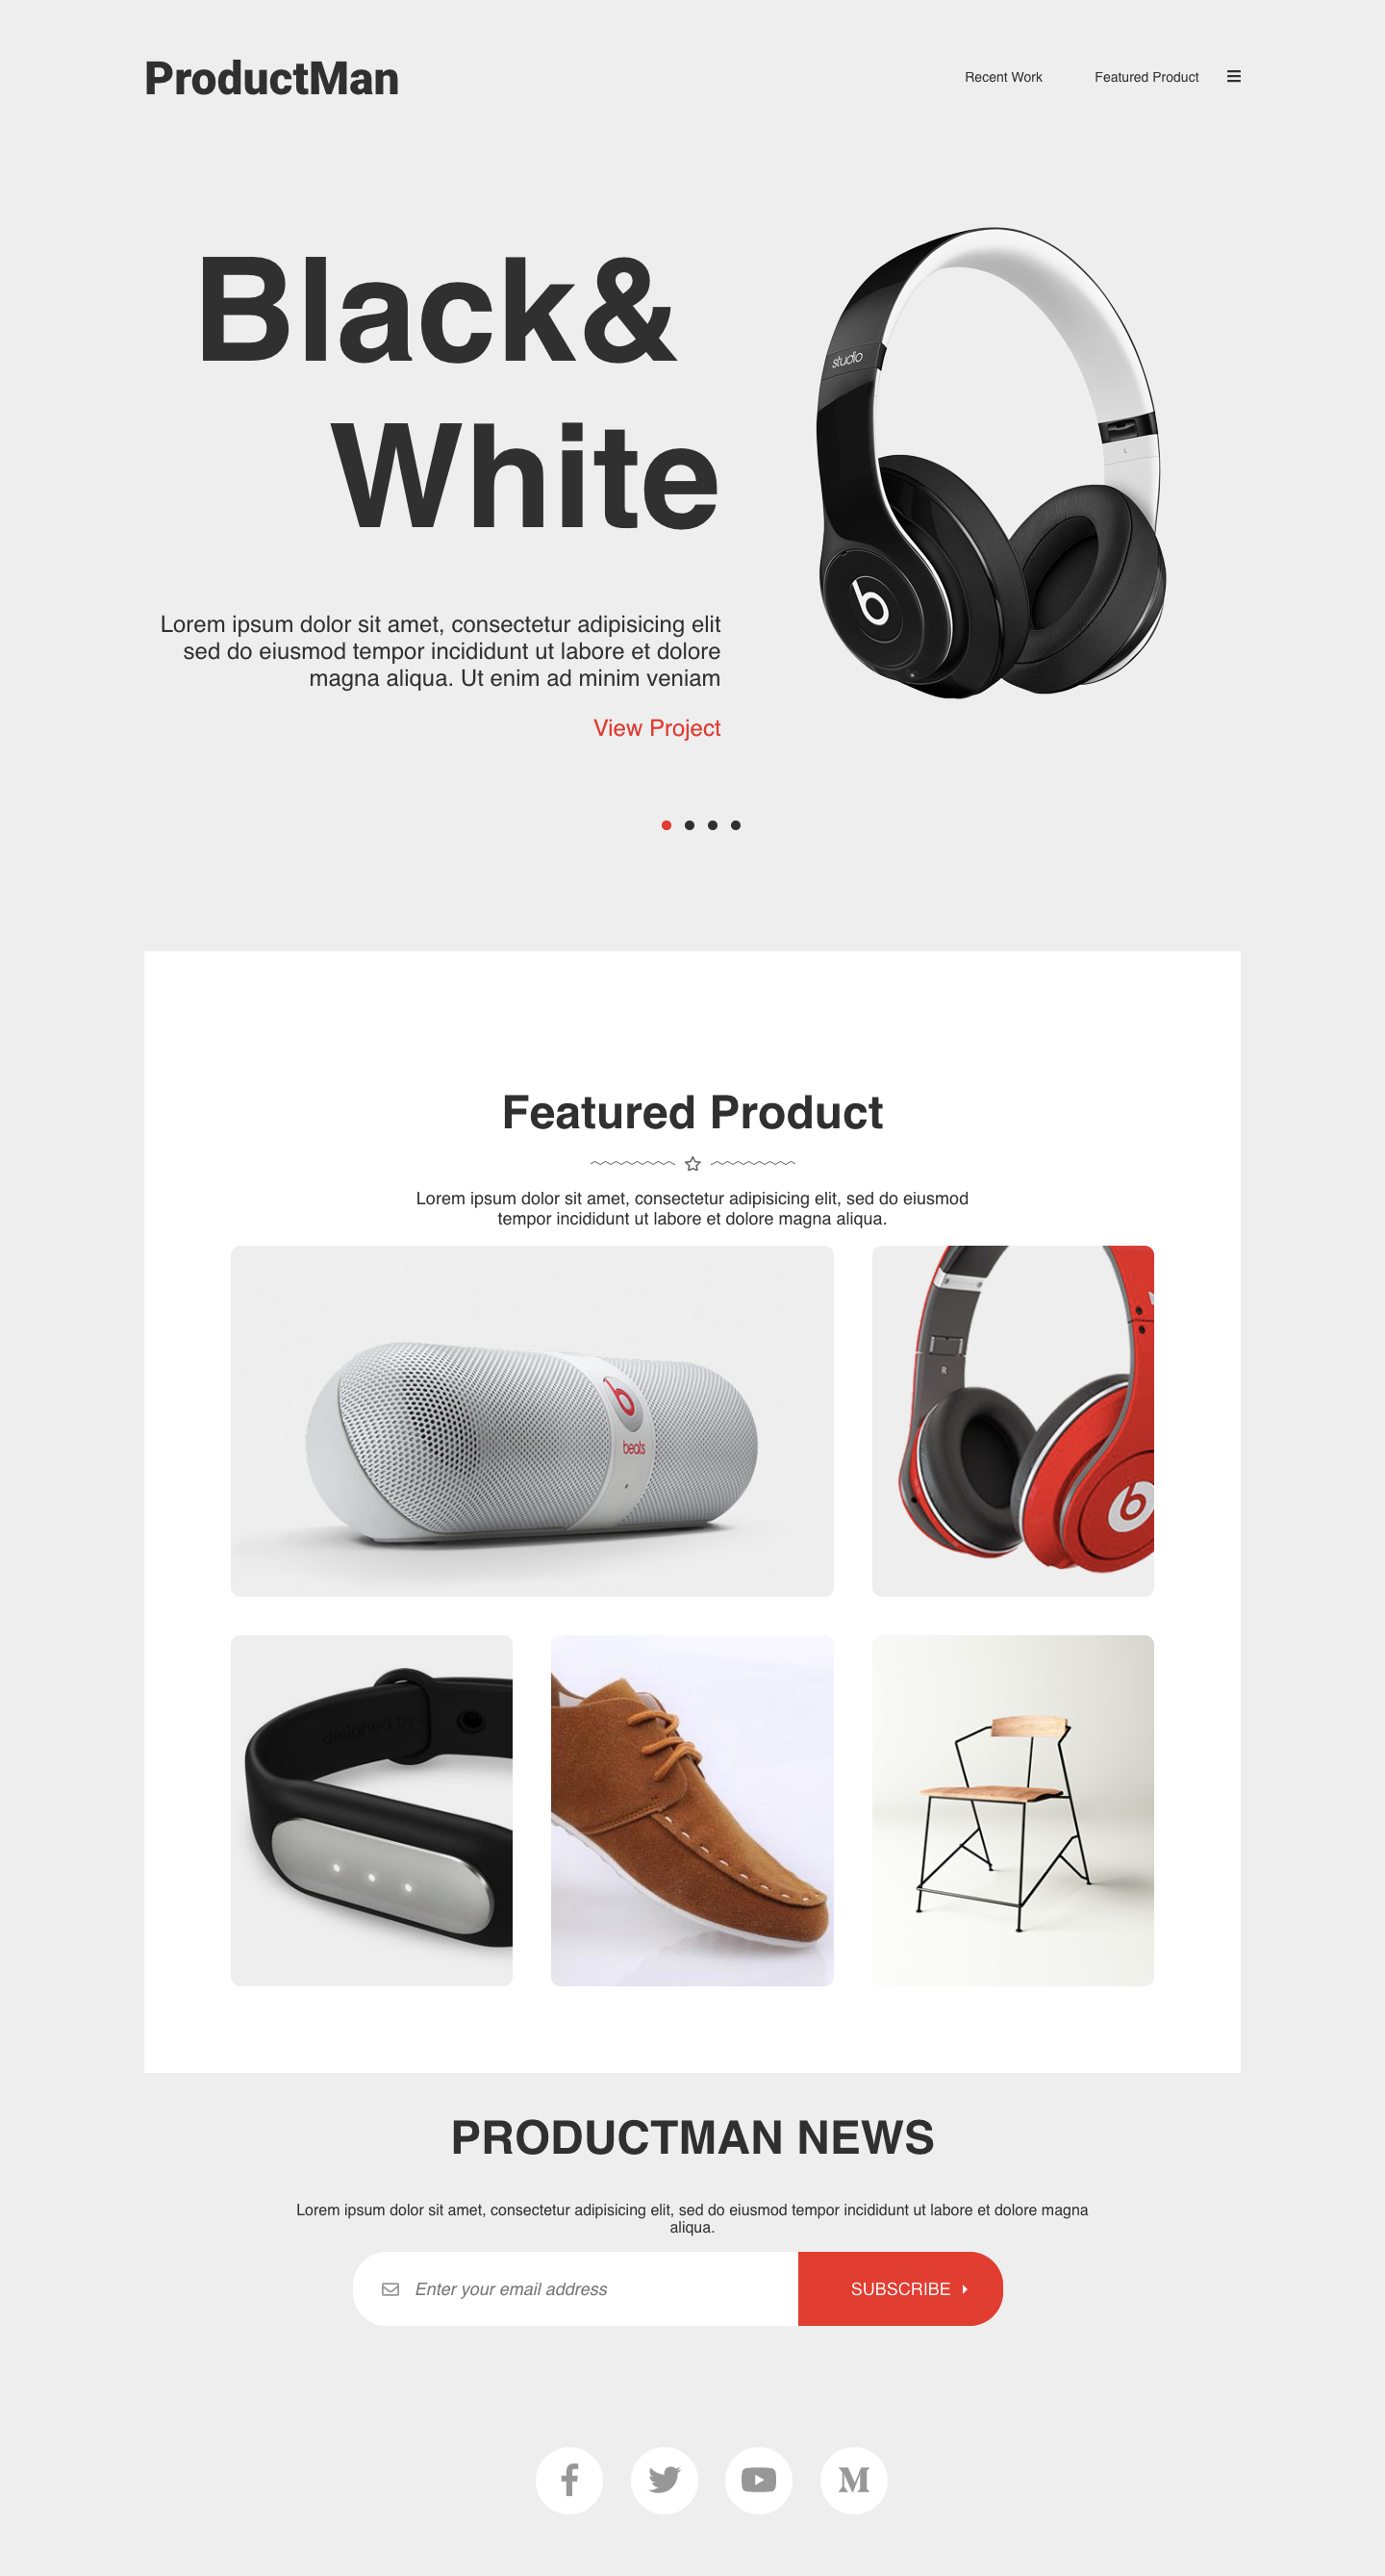 ProductMan
Recent Work
Featured Product
Black&
White
studio
L
b
Lorem ipsum dolor sit amet, consectetur adipisicing elit
sed do eiusmod tempor incididunt ut labore et dolore
magna aliqua. Ut enim ad minim veniam
View Project
Featured Product
Lorem ipsum dolor sit amet, consectetur adipisicing elit, sed do eiusmod
tempor incididunt ut labore et dolore magna aliqua.
b
beats
R
b
designed by
PRODUCTMAN NEWS
Lorem ipsum dolor sit amet, consectetur adipisicing elit, sed do eiusmod tempor incididunt ut labore et dolore magna
aliqua.
Enter your email address
SUBSCRIBE